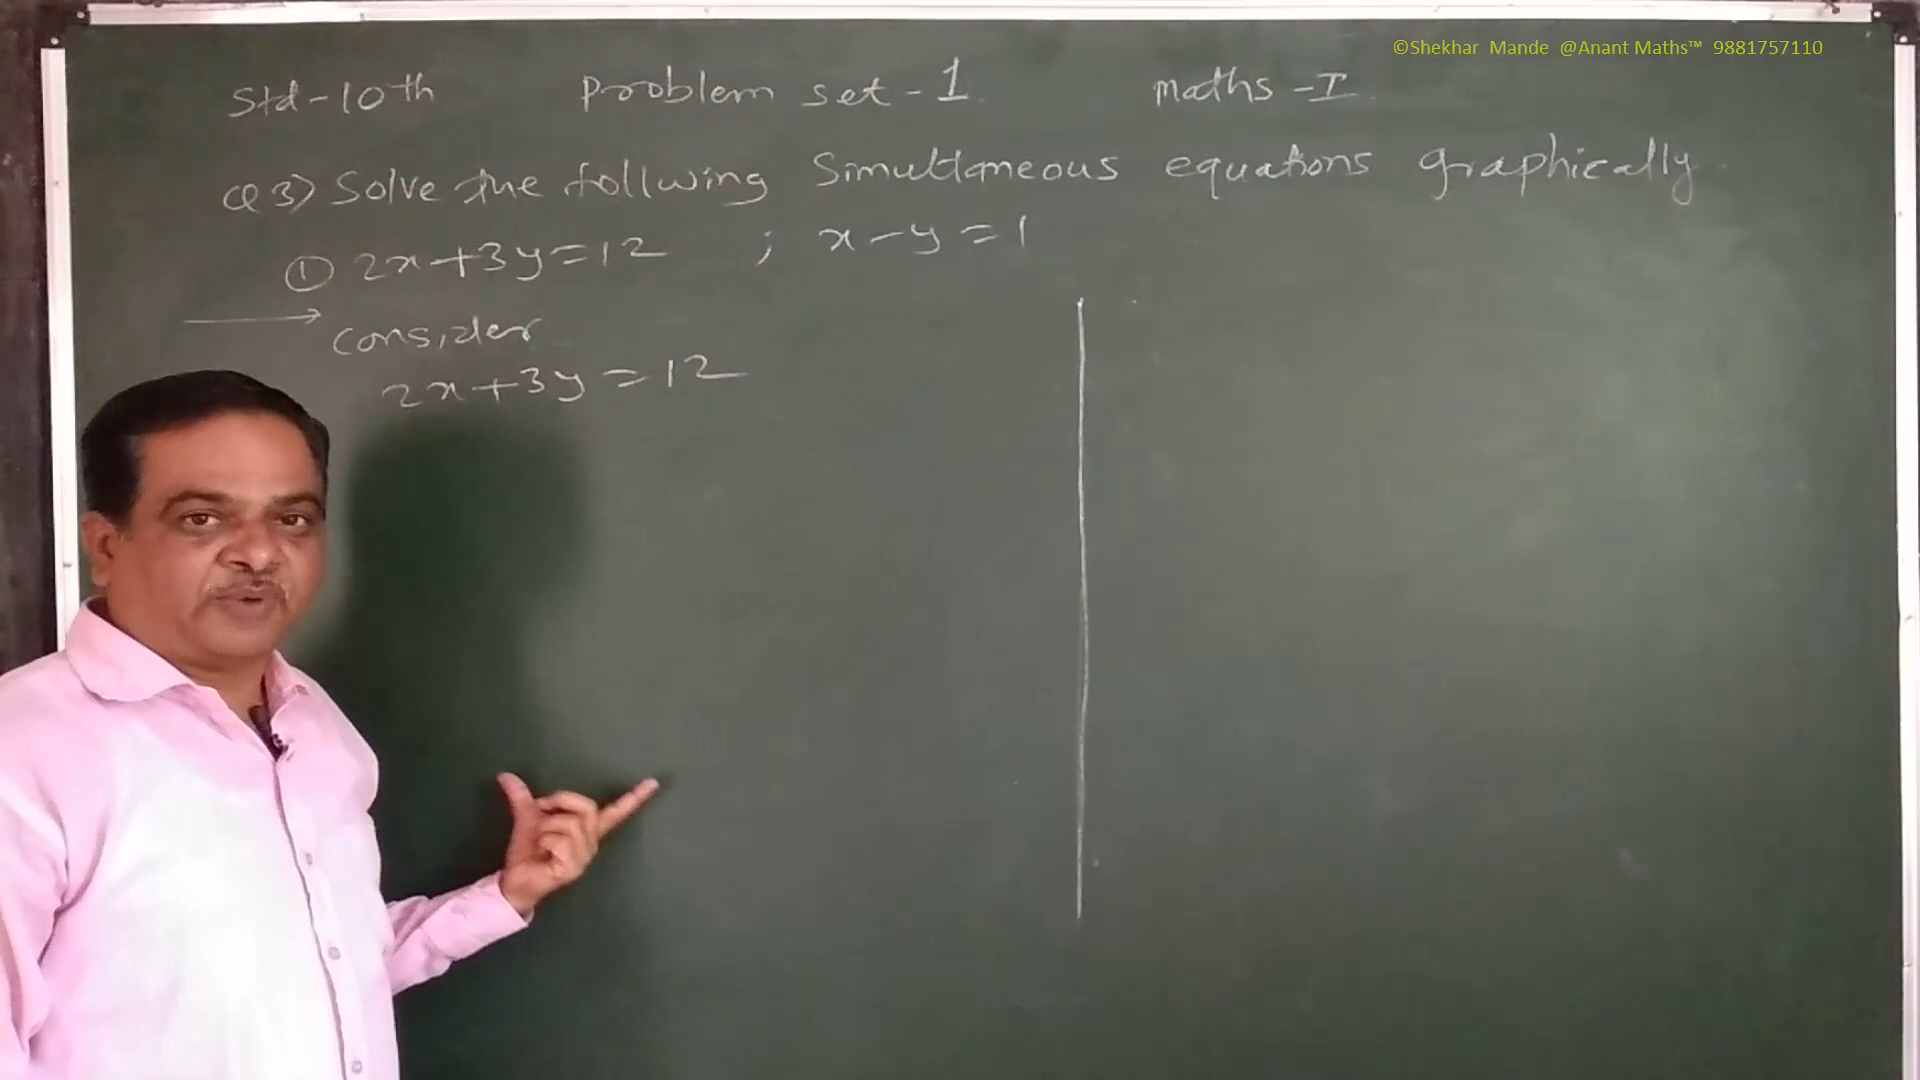 ©Shekhar Mande @Anant Maths™ 9881757110
Std-10th Problem set-1 maths-I
Q3) Solve the follwing Simultaneous equations graphically.
① 2x+3y=12 ; x-y=1
consider
2x+3y=12